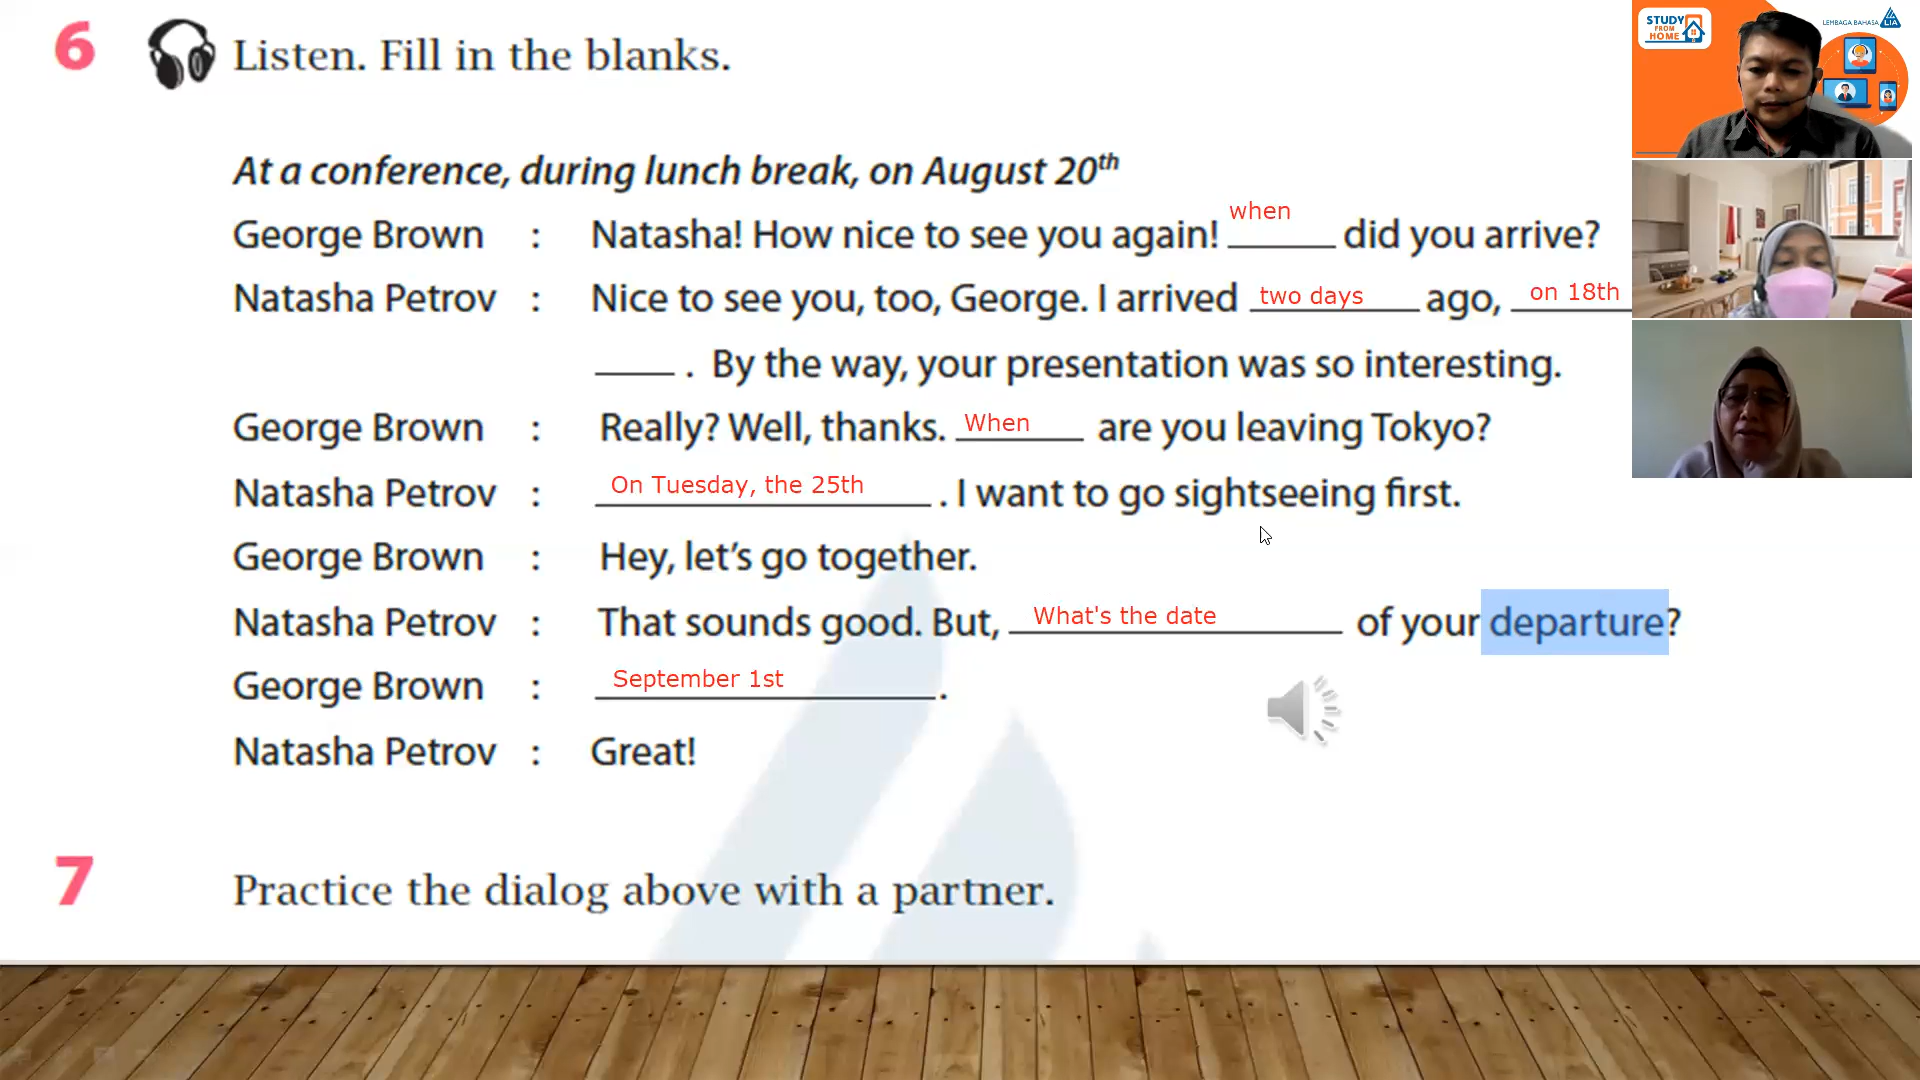 6 Listen. Fill in the blanks.
At a conference, during lunch break, on August 20th
when
George Brown : Natasha! How nice to see you again! ______ did you arrive?
Natasha Petrov : Nice to see you, too, George. I arrived two days ago, on 18th
____ . By the way, your presentation was so interesting.
George Brown : Really? Well, thanks. When are you leaving Tokyo?
Natasha Petrov : On Tuesday, the 25th . I want to go sightseeing first.
George Brown : Hey, let's go together.
Natasha Petrov : That sounds good. But, What's the date of your departure?
George Brown : September 1st .
Natasha Petrov : Great!
7 Practice the dialog above with a partner.
STUDY
FROM
HOME
LEMBAGA BAHASA LIA